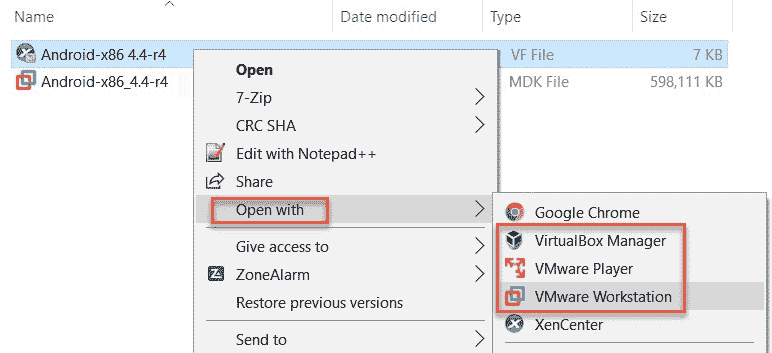 Name Date modified Type Size
Android-x86 4.4-r4 VF File 7 KB
Android-x86_4.4-r4 MDK File 598,111 KB
Open
7-Zip
CRC SHA
Edit with Notepad++
Share
Open with
Give access to
ZoneAlarm
Restore previous versions
Send to
Google Chrome
VirtualBox Manager
VMware Player
VMware Workstation
XenCenter